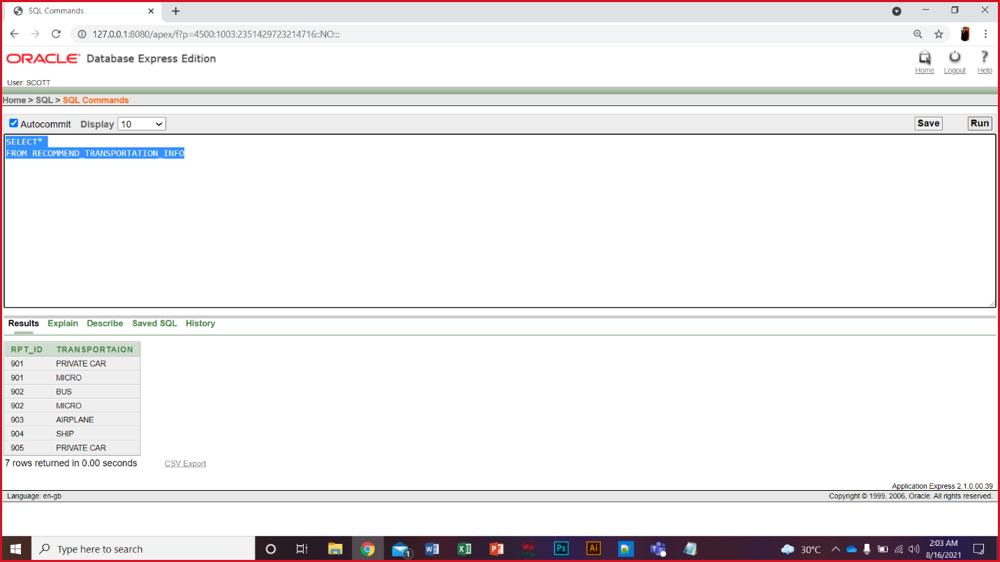 SQL Commands
127.0.0.1:8080/apex/f?p=4500:1003:2351429723214716::NO:::
ORACLE Database Express Edition
Home Logout Help
User: SCOTT
Home > SQL > SQL Commands
Autocommit Display 10 Save Run
SELECT*
FROM RECOMMEND_TRANSPORTATION_INFO
Results Explain Describe Saved SQL History
RPT_ID TRANSPORTAION
901 PRIVATE CAR
901 MICRO
902 BUS
902 MICRO
903 AIRPLANE
904 SHIP
905 PRIVATE CAR
7 rows returned in 0.00 seconds CSV Export
Application Express 2.1.0.00.39
Language: en-gb Copyright © 1999, 2006, Oracle. All rights reserved.
Type here to search 1 Ps Ai 30°C 2:03 AM
8/16/2021